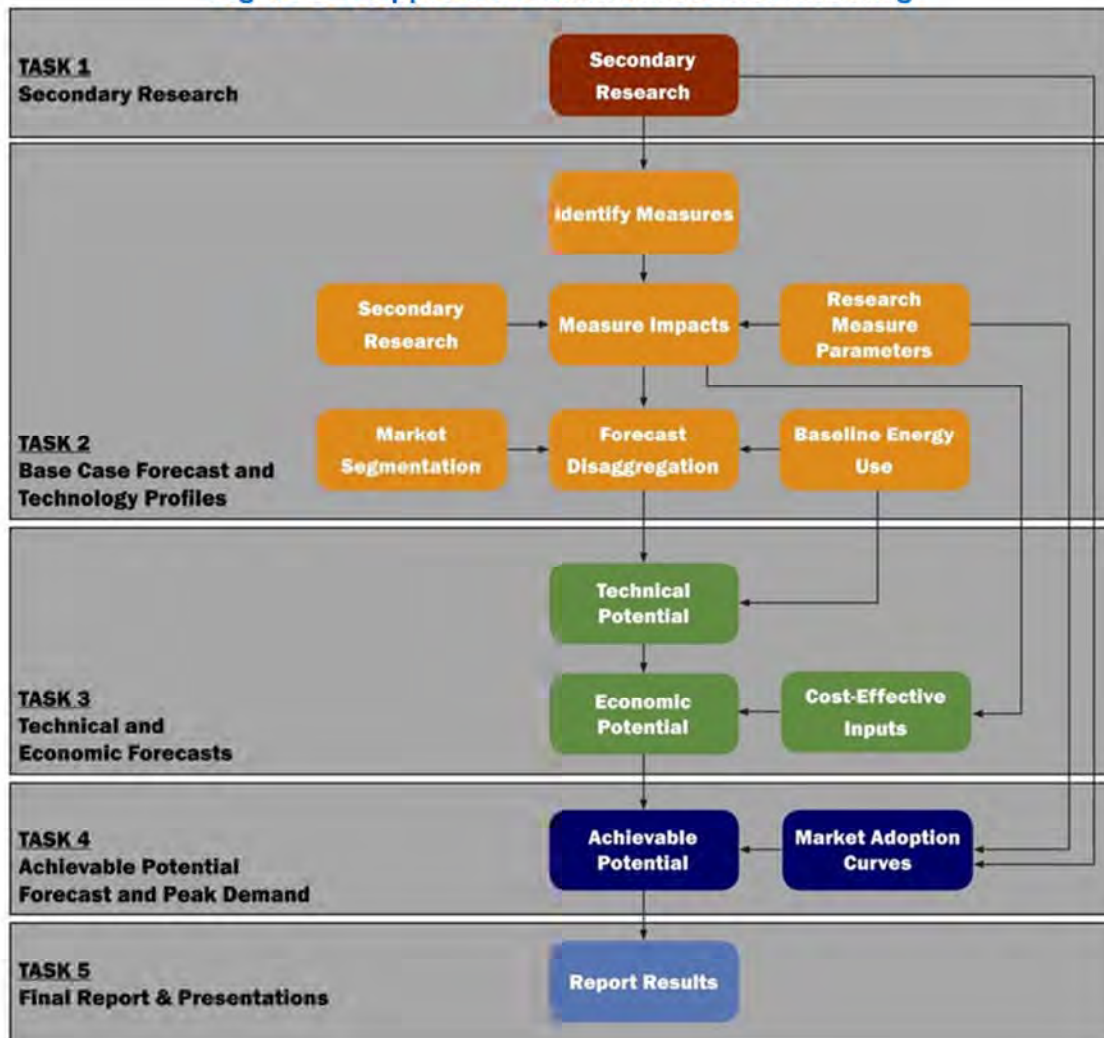 TASK 1
Secondary Research
Secondary
Research
Identify Measures
Secondary
Research
Measure Impacts
Research
Measure
Parameters
Market
Segmentation
Forecast
Disaggregation
Baseline Energy
Use
TASK 2
Base Case Forecast and
Technology Profiles
Technical
Potential
Economic
Potential
Cost-Effective
Inputs
TASK 3
Technical and
Economic Forecasts
Achievable
Potential
Market Adoption
Curves
TASK 4
Achievable Potential
Forecast and Peak Demand
Report Results
TASK 5
Final Report & Presentations